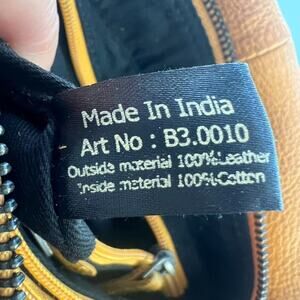 Made In India
Art No : B3.0010
Outside material 100%Leather
Inside material 100%Cotton